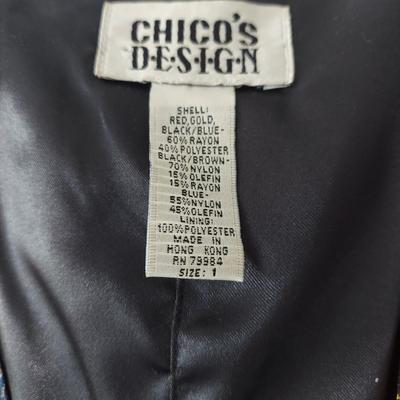 CHICO'S
D·E·S·I·G·N
SHELL:
RED,GOLD,
BLACK/BLUE-
60%RAYON
40%POLYESTER
BLACK/BROWN-
70%NYLON
15%OLEFIN
15%RAYON
BLUE-
55%NYLON
45%OLEFIN
LINING:
100%POLYESTER
MADE IN
HONG KONG
RN 79984
SIZE: 1